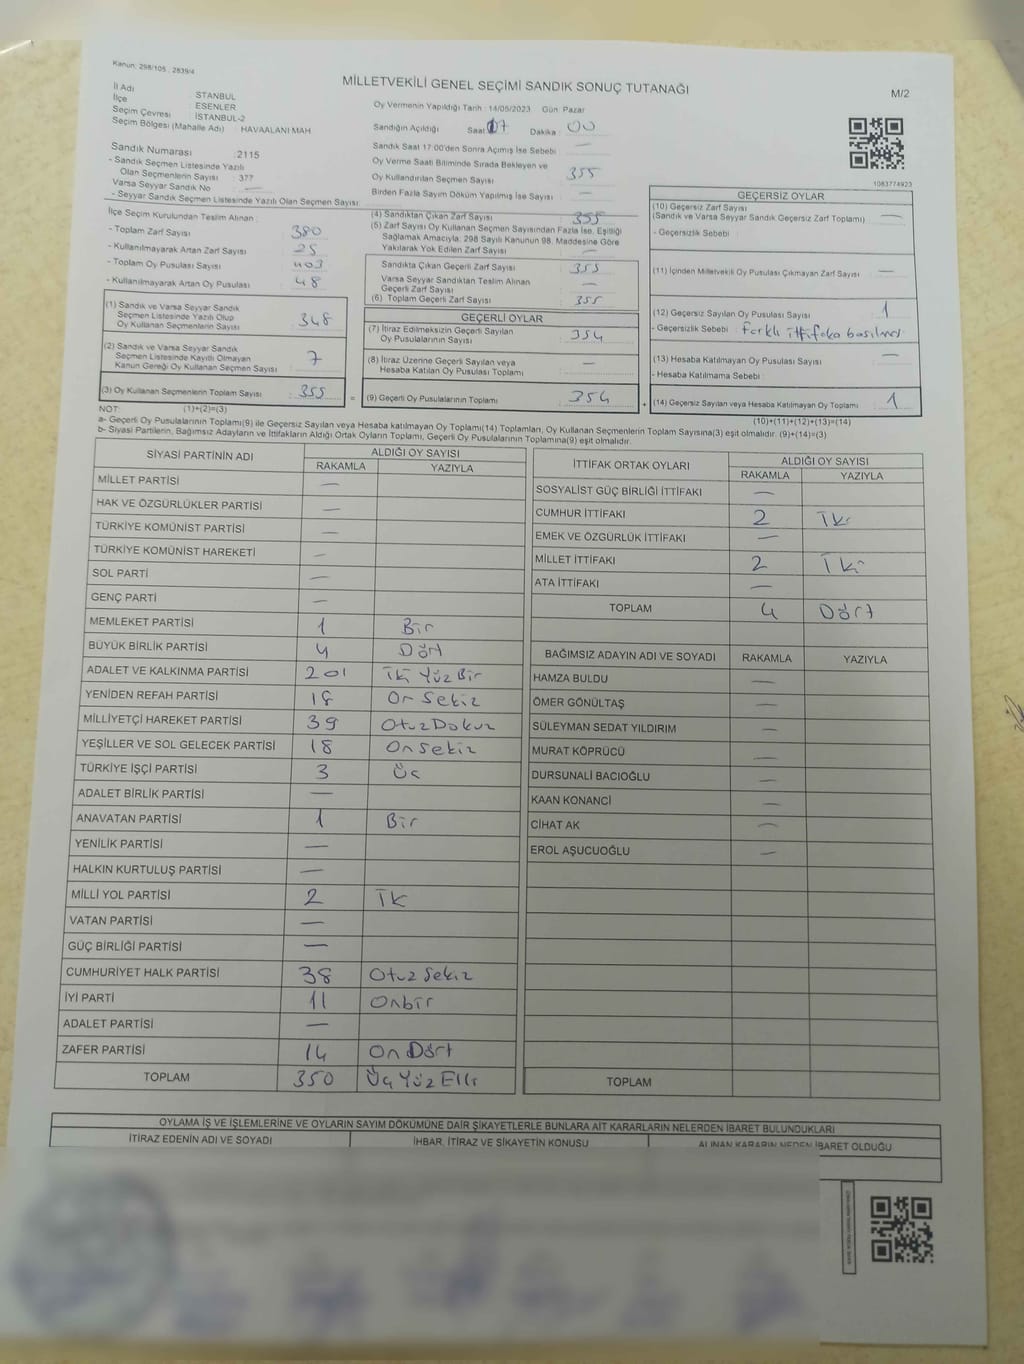 Kanun: 298/105 , 2839/4
MİLLETVEKİLİ GENEL SEÇİMİ SANDIK SONUÇ TUTANAĞI
M/2
İl Adı : STANBUL
İlçe : ESENLER
Seçim Çevresi : İSTANBUL-2
Seçim Bölgesi (Mahalle Adı) : HAVAALANI MAH
Sandık Numarası : 2115
- Sandık Seçmen Listesinde Yazılı
Olan Seçmenlerin Sayısı : 377
Varsa Seyyar Sandık No : —
- Seyyar Sandık Seçmen Listesinde Yazılı Olan Seçmen Sayısı:
Oy Vermenin Yapıldığı Tarih : 14/05/2023 Gün: Pazar
Sandığın Açıldığı Saat: 17 Dakika : 00
Sandık Saat 17:00'den Sonra Açımış İse Sebebi : —
Oy Verme Saati Bitiminde Sırada Bekleyen ve
Oy Kullandırılan Seçmen Sayısı : 355
Birden Fazla Sayım Döküm Yapılmış İse Sayısı : —
1083774923
İlçe Seçim Kurulundan Teslim Alınan :
- Toplam Zarf Sayısı : 380
- Kullanılmayarak Artan Zarf Sayısı : 25
- Toplam Oy Pusulası Sayısı : 403
- Kullanılmayarak Artan Oy Pusulası : 48
(1) Sandık ve Varsa Seyyar Sandık
Seçmen Listesinde Yazılı Olup
Oy Kullanan Seçmenlerin Sayısı : 348
(2) Sandık ve Varsa Seyyar Sandık
Seçmen Listesinde Kayıtlı Olmayan
Kanun Gereği Oy Kullanan Seçmen Sayısı : 7
(3) Oy Kullanan Seçmenlerin Toplam Sayısı : 355
(4) Sandıktan Çıkan Zarf Sayısı : 355
(5) Zarf Sayısı Oy Kullanan Seçmen Sayısından Fazla İse, Eşitliği
Sağlamak Amacıyla, 298 Sayılı Kanunun 98. Maddesine Göre
Yakılarak Yok Edilen Zarf Sayısı : —
Sandıkta Çıkan Geçerli Zarf Sayısı : 355
Varsa Seyyar Sandıktan Teslim Alınan
Geçerli Zarf Sayısı : —
(6) Toplam Geçerli Zarf Sayısı : 355
GEÇERLİ OYLAR
(7) İtiraz Edilmeksizin Geçerli Sayılan
Oy Pusulalarının Sayısı : 354
(8) İtiraz Üzerine Geçerli Sayılan veya
Hesaba Katılan Oy Pusulası Toplamı : —
= (9) Geçerli Oy Pusulalarının Toplamı : 354
GEÇERSİZ OYLAR
(10) Geçersiz Zarf Sayısı
(Sandık ve Varsa Seyyar Sandık Geçersiz Zarf Toplamı) : —
- Geçersizlik Sebebi :
(11) İçinden Milletvekili Oy Pusulası Çıkmayan Zarf Sayısı : —
(12) Geçersiz Sayılan Oy Pusulası Sayısı : 1
- Geçersizlik Sebebi : Farklı ittifaka basılması
(13) Hesaba Katılmayan Oy Pusulası Sayısı : —
- Hesaba Katılmama Sebebi :
+ (14) Geçersiz Sayılan veya Hesaba Katılmayan Oy Toplamı : 1
NOT: (1)+(2)=(3)
(10)+(11)+(12)+(13)=(14)
a- Geçerli Oy Pusulalarının Toplamı(9) ile Geçersiz Sayılan veya Hesaba katılmayan Oy Toplamı(14) Toplamları, Oy Kullanan Seçmenlerin Toplam Sayısına(3) eşit olmalıdır. (9)+(14)=(3)
b- Siyasi Partilerin, Bağımsız Adayların ve İttifakların Aldığı Ortak Oyların Toplamı, Geçerli Oy Pusulalarının Toplamına(9) eşit olmalıdır.
SİYASİ PARTİNİN ADI ALDIĞI OY SAYISI
RAKAMLA YAZIYLA
MİLLET PARTİSİ —
HAK VE ÖZGÜRLÜKLER PARTİSİ —
TÜRKİYE KOMÜNİST PARTİSİ —
TÜRKİYE KOMÜNİST HAREKETİ —
SOL PARTİ —
GENÇ PARTİ —
MEMLEKET PARTİSİ 1 Bir
BÜYÜK BİRLİK PARTİSİ 4 Dört
ADALET VE KALKINMA PARTİSİ 201 İki Yüz Bir
YENİDEN REFAH PARTİSİ 18 On Sekiz
MİLLİYETÇİ HAREKET PARTİSİ 39 Otuz Dokuz
YEŞİLLER VE SOL GELECEK PARTİSİ 18 On sekiz
TÜRKİYE İŞÇİ PARTİSİ 3 Üç
ADALET BİRLİK PARTİSİ —
ANAVATAN PARTİSİ 1 Bir
YENİLİK PARTİSİ —
HALKIN KURTULUŞ PARTİSİ —
MİLLİ YOL PARTİSİ 2 İki
VATAN PARTİSİ —
GÜÇ BİRLİĞİ PARTİSİ —
CUMHURİYET HALK PARTİSİ 38 Otuz Sekiz
İYİ PARTİ 11 Onbir
ADALET PARTİSİ —
ZAFER PARTİSİ 14 On Dört
TOPLAM 350 Üç Yüz Elli
İTTİFAK ORTAK OYLARI ALDIĞI OY SAYISI
RAKAMLA YAZIYLA
SOSYALİST GÜÇ BİRLİĞİ İTTİFAKI —
CUMHUR İTTİFAKI 2 İki
EMEK VE ÖZGÜRLÜK İTTİFAKI —
MİLLET İTTİFAKI 2 İki
ATA İTTİFAKI —
TOPLAM 4 Dört
BAĞIMSIZ ADAYIN ADI VE SOYADI RAKAMLA YAZIYLA
HAMZA BULDU —
ÖMER GÖNÜLTAŞ —
SÜLEYMAN SEDAT YILDIRIM —
MURAT KÖPRÜCÜ —
DURSUNALİ BACIOĞLU —
KAAN KONANCİ —
CİHAT AK —
EROL AŞUCUOĞLU —
TOPLAM
OYLAMA İŞ VE İŞLEMLERİNE VE OYLARIN SAYIM DÖKÜMÜNE DAİR ŞİKAYETLERLE BUNLARA AİT KARARLARIN NELERDEN İBARET BULUNDUKLARI
İTİRAZ EDENİN ADI VE SOYADI İHBAR, İTİRAZ VE ŞİKAYETİN KONUSU ALINAN KARARIN NEDEN İBARET OLDUĞU